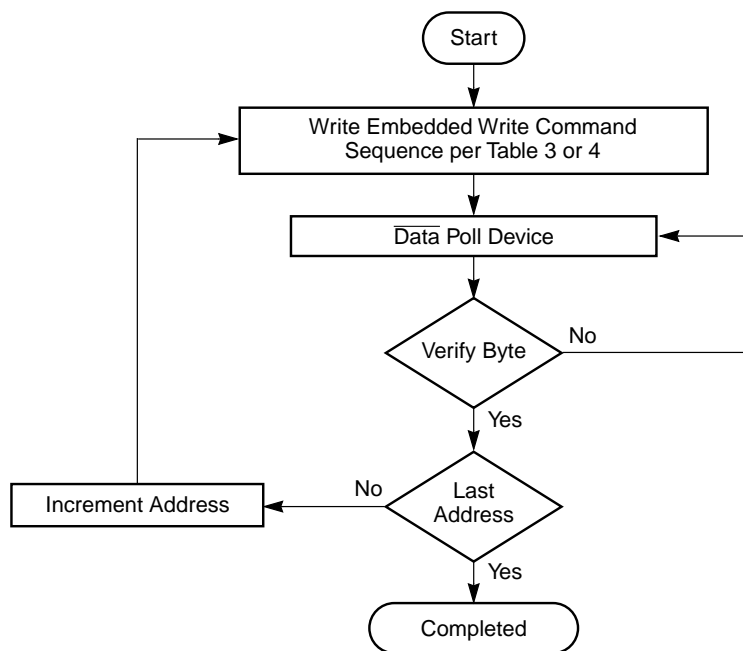 Start
Write Embedded Write Command
Sequence per Table 3 or 4
Data Poll Device
Verify Byte
No
Yes
Increment Address
No
Last
Address
Yes
Completed